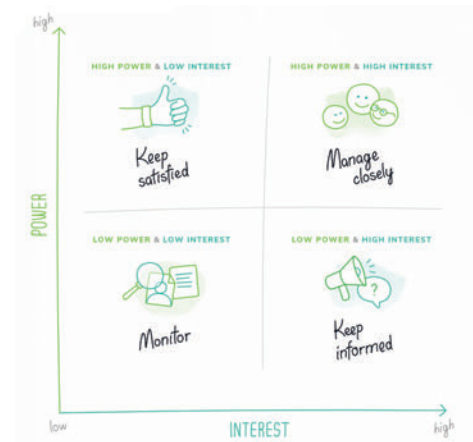 high
HIGH POWER & LOW INTEREST
HIGH POWER & HIGH INTEREST
Keep
satisfied
Manage
closely
POWER
LOW POWER & LOW INTEREST
LOW POWER & HIGH INTEREST
?
Monitor
Keep
informed
low
INTEREST
high